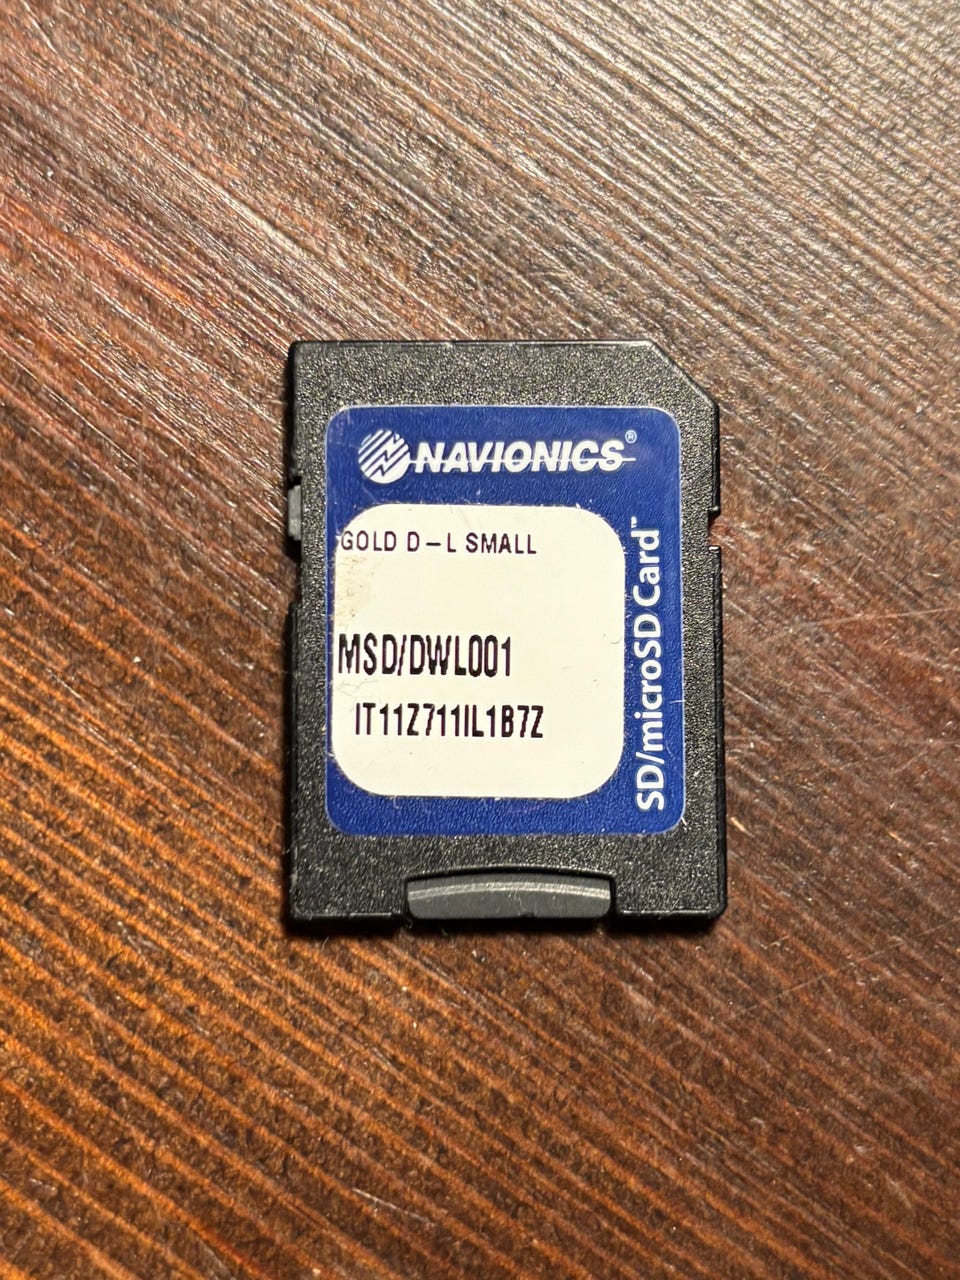 NAVIONICS®
GOLD D–L SMALL
MSD/DWL001
IT11Z711IL1B7Z
SD/microSD Card™